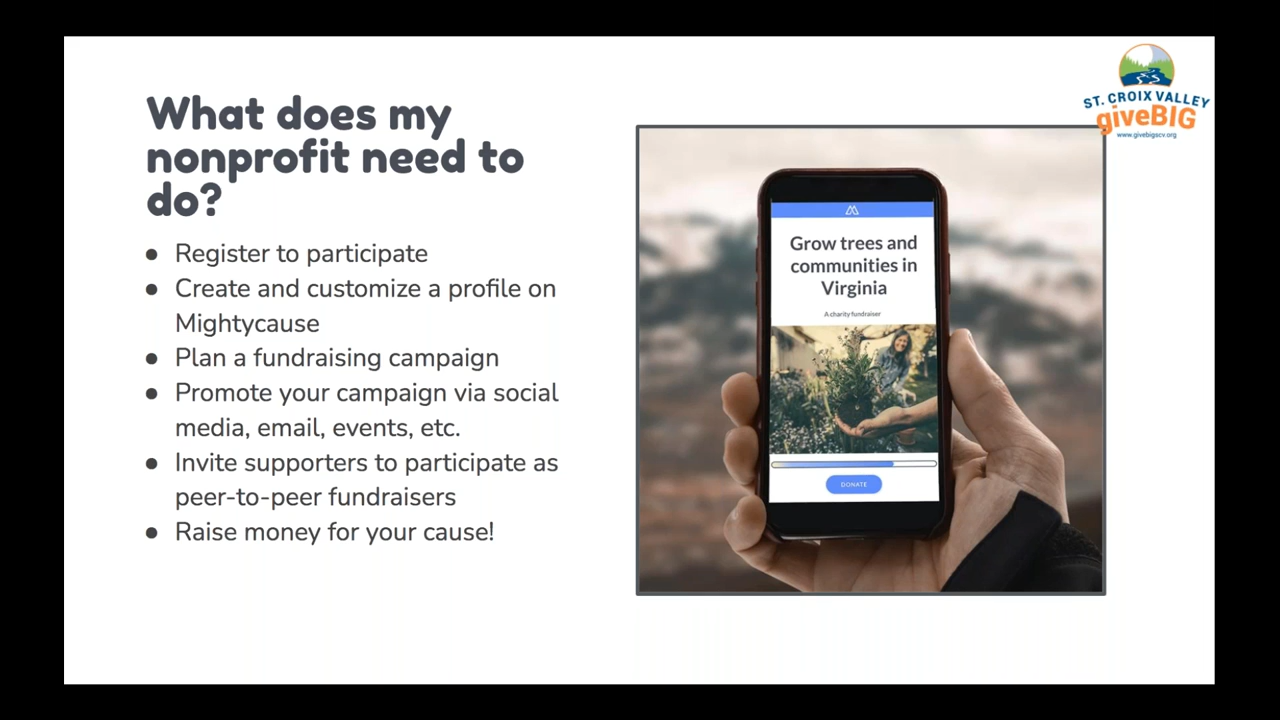 What does my
nonprofit need to
do?
• Register to participate
• Create and customize a profile on
Mightycause
• Plan a fundraising campaign
• Promote your campaign via social
media, email, events, etc.
• Invite supporters to participate as
peer-to-peer fundraisers
• Raise money for your cause!
ST. CROIX VALLEY
giveBIG
www.givebigscv.org
Grow trees and
communities in
Virginia
A charity fundraiser
DONATE